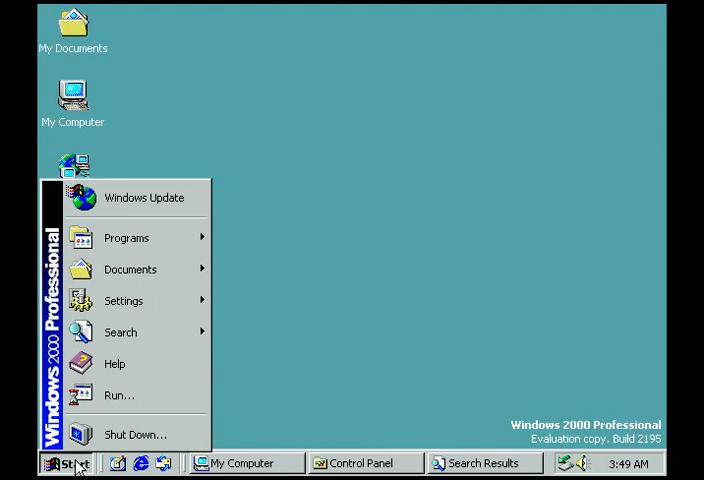 My Documents
My Computer
Windows Update
Programs
Documents
Settings
Search
Help
Run...
Shut Down...
Windows 2000 Professional
Windows 2000 Professional
Evaluation copy. Build 2195
Start
My Computer
Control Panel
Search Results
3:49 AM